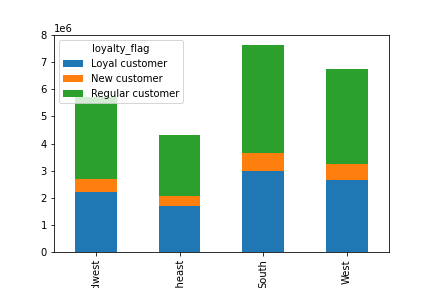 1e6
8
7
6
5
4
3
2
1
0
loyalty_flag
Loyal customer
New customer
Regular customer
dwest
heast
South
West